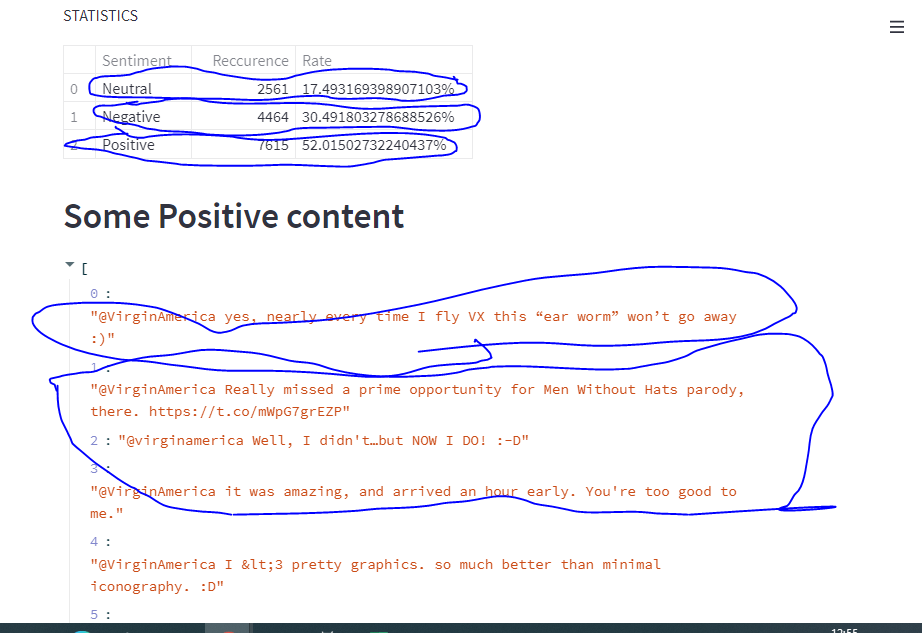 STATISTICS
Sentiment Reccurence Rate
0 Neutral 2561 17.493169398907103%
1 Negative 4464 30.491803278688526%
2 Positive 7615 52.01502732240437%
Some Positive content
[
0 :
"@VirginAmerica yes, nearly every time I fly VX this “ear worm” won’t go away
:)"
1 :
"@VirginAmerica Really missed a prime opportunity for Men Without Hats parody,
there. https://t.co/mWpG7grEZP"
2 : "@virginamerica Well, I didn't…but NOW I DO! :-D"
3 :
"@VirginAmerica it was amazing, and arrived an hour early. You're too good to
me."
4 :
"@VirginAmerica I &lt;3 pretty graphics. so much better than minimal
iconography. :D"
5 :